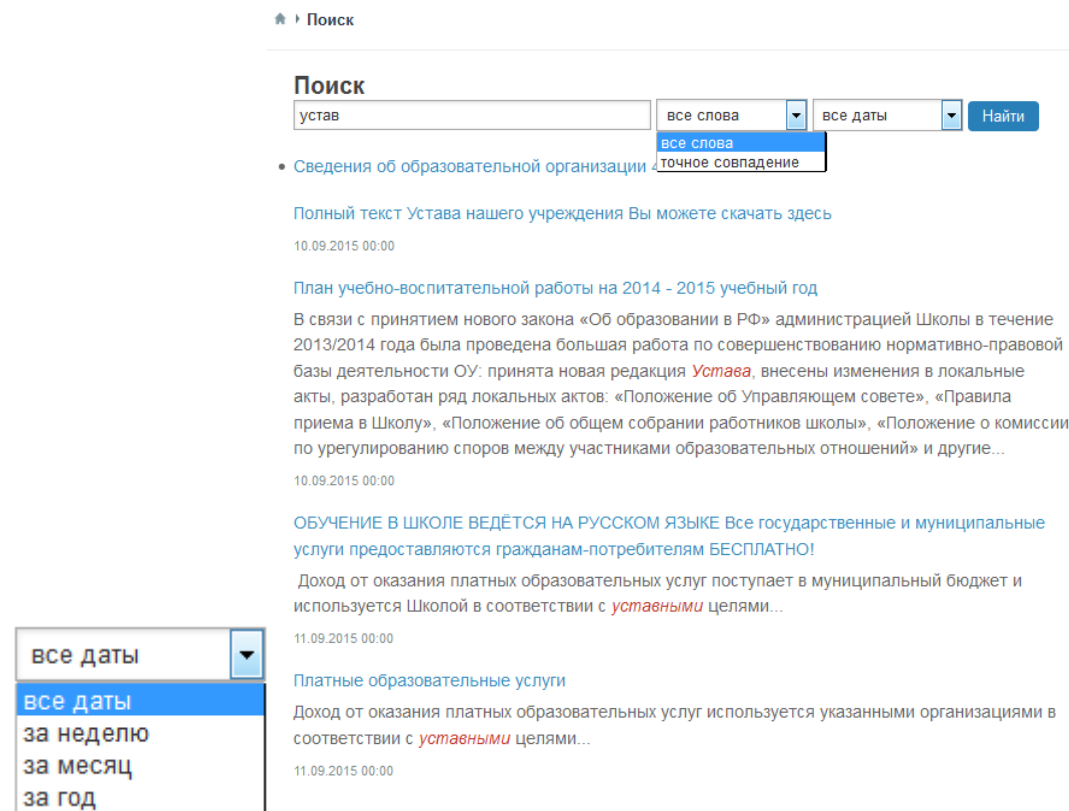 Поиск
Поиск
устав
все слова
все даты
Найти
все слова
точное совпадение
Сведения об образовательной организации
Полный текст Устава нашего учреждения Вы можете скачать здесь
10.09.2015 00:00
План учебно-воспитательной работы на 2014 - 2015 учебный год
В связи с принятием нового закона «Об образовании в РФ» администрацией Школы в течение
2013/2014 года была проведена большая работа по совершенствованию нормативно-правовой
базы деятельности ОУ: принята новая редакция Устава, внесены изменения в локальные
акты, разработан ряд локальных актов: «Положение об Управляющем совете», «Правила
приема в Школу», «Положение об общем собрании работников школы», «Положение о комиссии
по урегулированию споров между участниками образовательных отношений» и другие...
10.09.2015 00:00
ОБУЧЕНИЕ В ШКОЛЕ ВЕДЁТСЯ НА РУССКОМ ЯЗЫКЕ Все государственные и муниципальные
услуги предоставляются гражданам-потребителям БЕСПЛАТНО!
Доход от оказания платных образовательных услуг поступает в муниципальный бюджет и
используется Школой в соответствии с уставными целями...
11.09.2015 00:00
Платные образовательные услуги
Доход от оказания платных образовательных услуг используется указанными организациями в
соответствии с уставными целями...
11.09.2015 00:00
все даты
все даты
за неделю
за месяц
за год